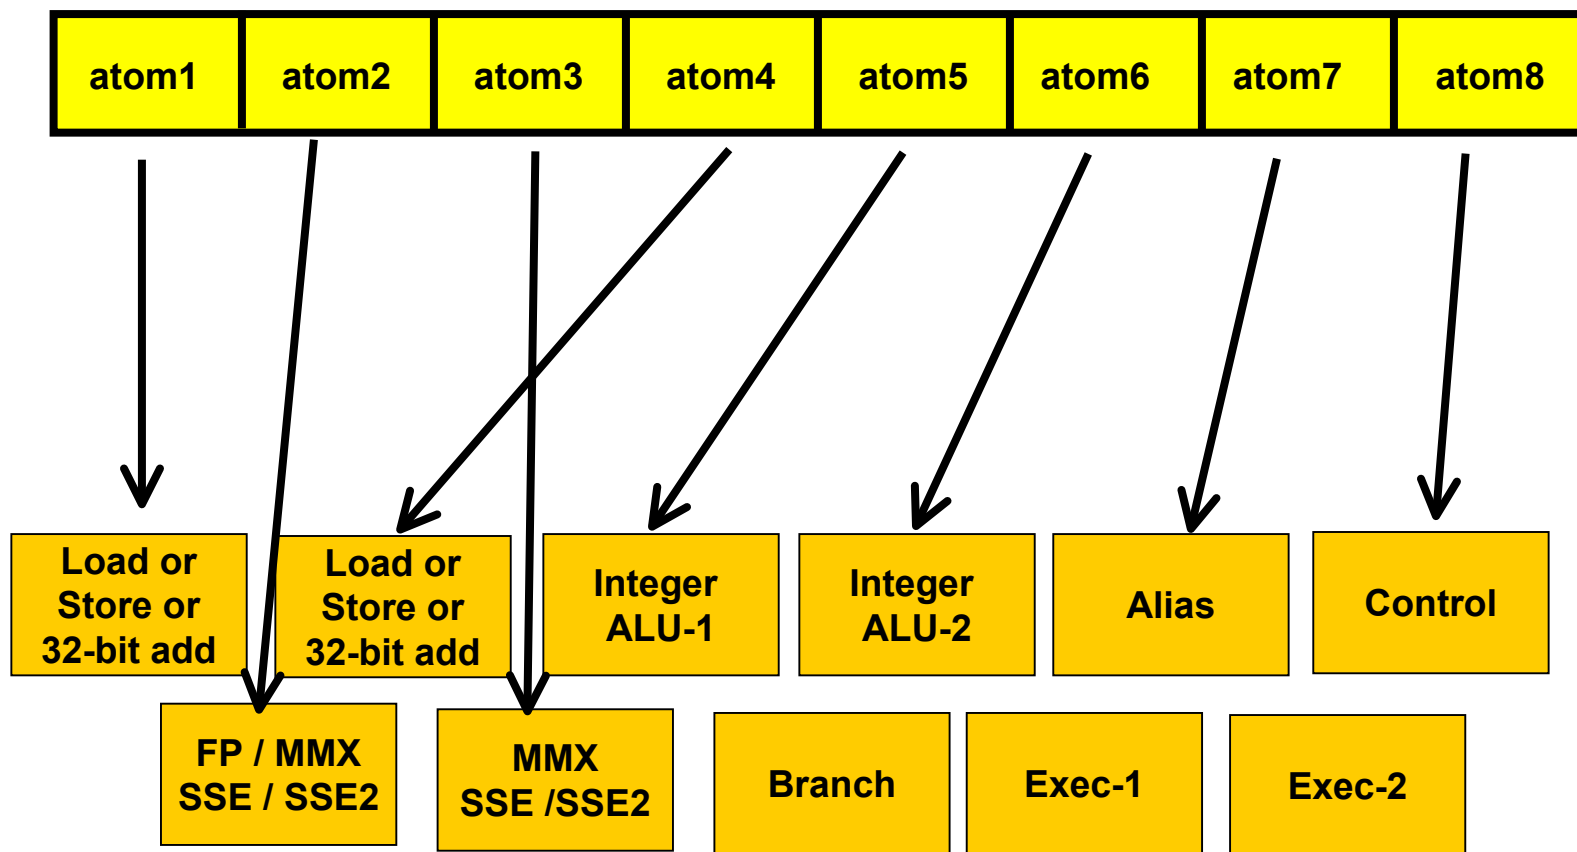 atom1 atom2 atom3 atom4 atom5 atom6 atom7 atom8
Load or
Store or
32-bit add
Load or
Store or
32-bit add
Integer
ALU-1
Integer
ALU-2
Alias
Control
FP / MMX
SSE / SSE2
MMX
SSE /SSE2
Branch
Exec-1
Exec-2